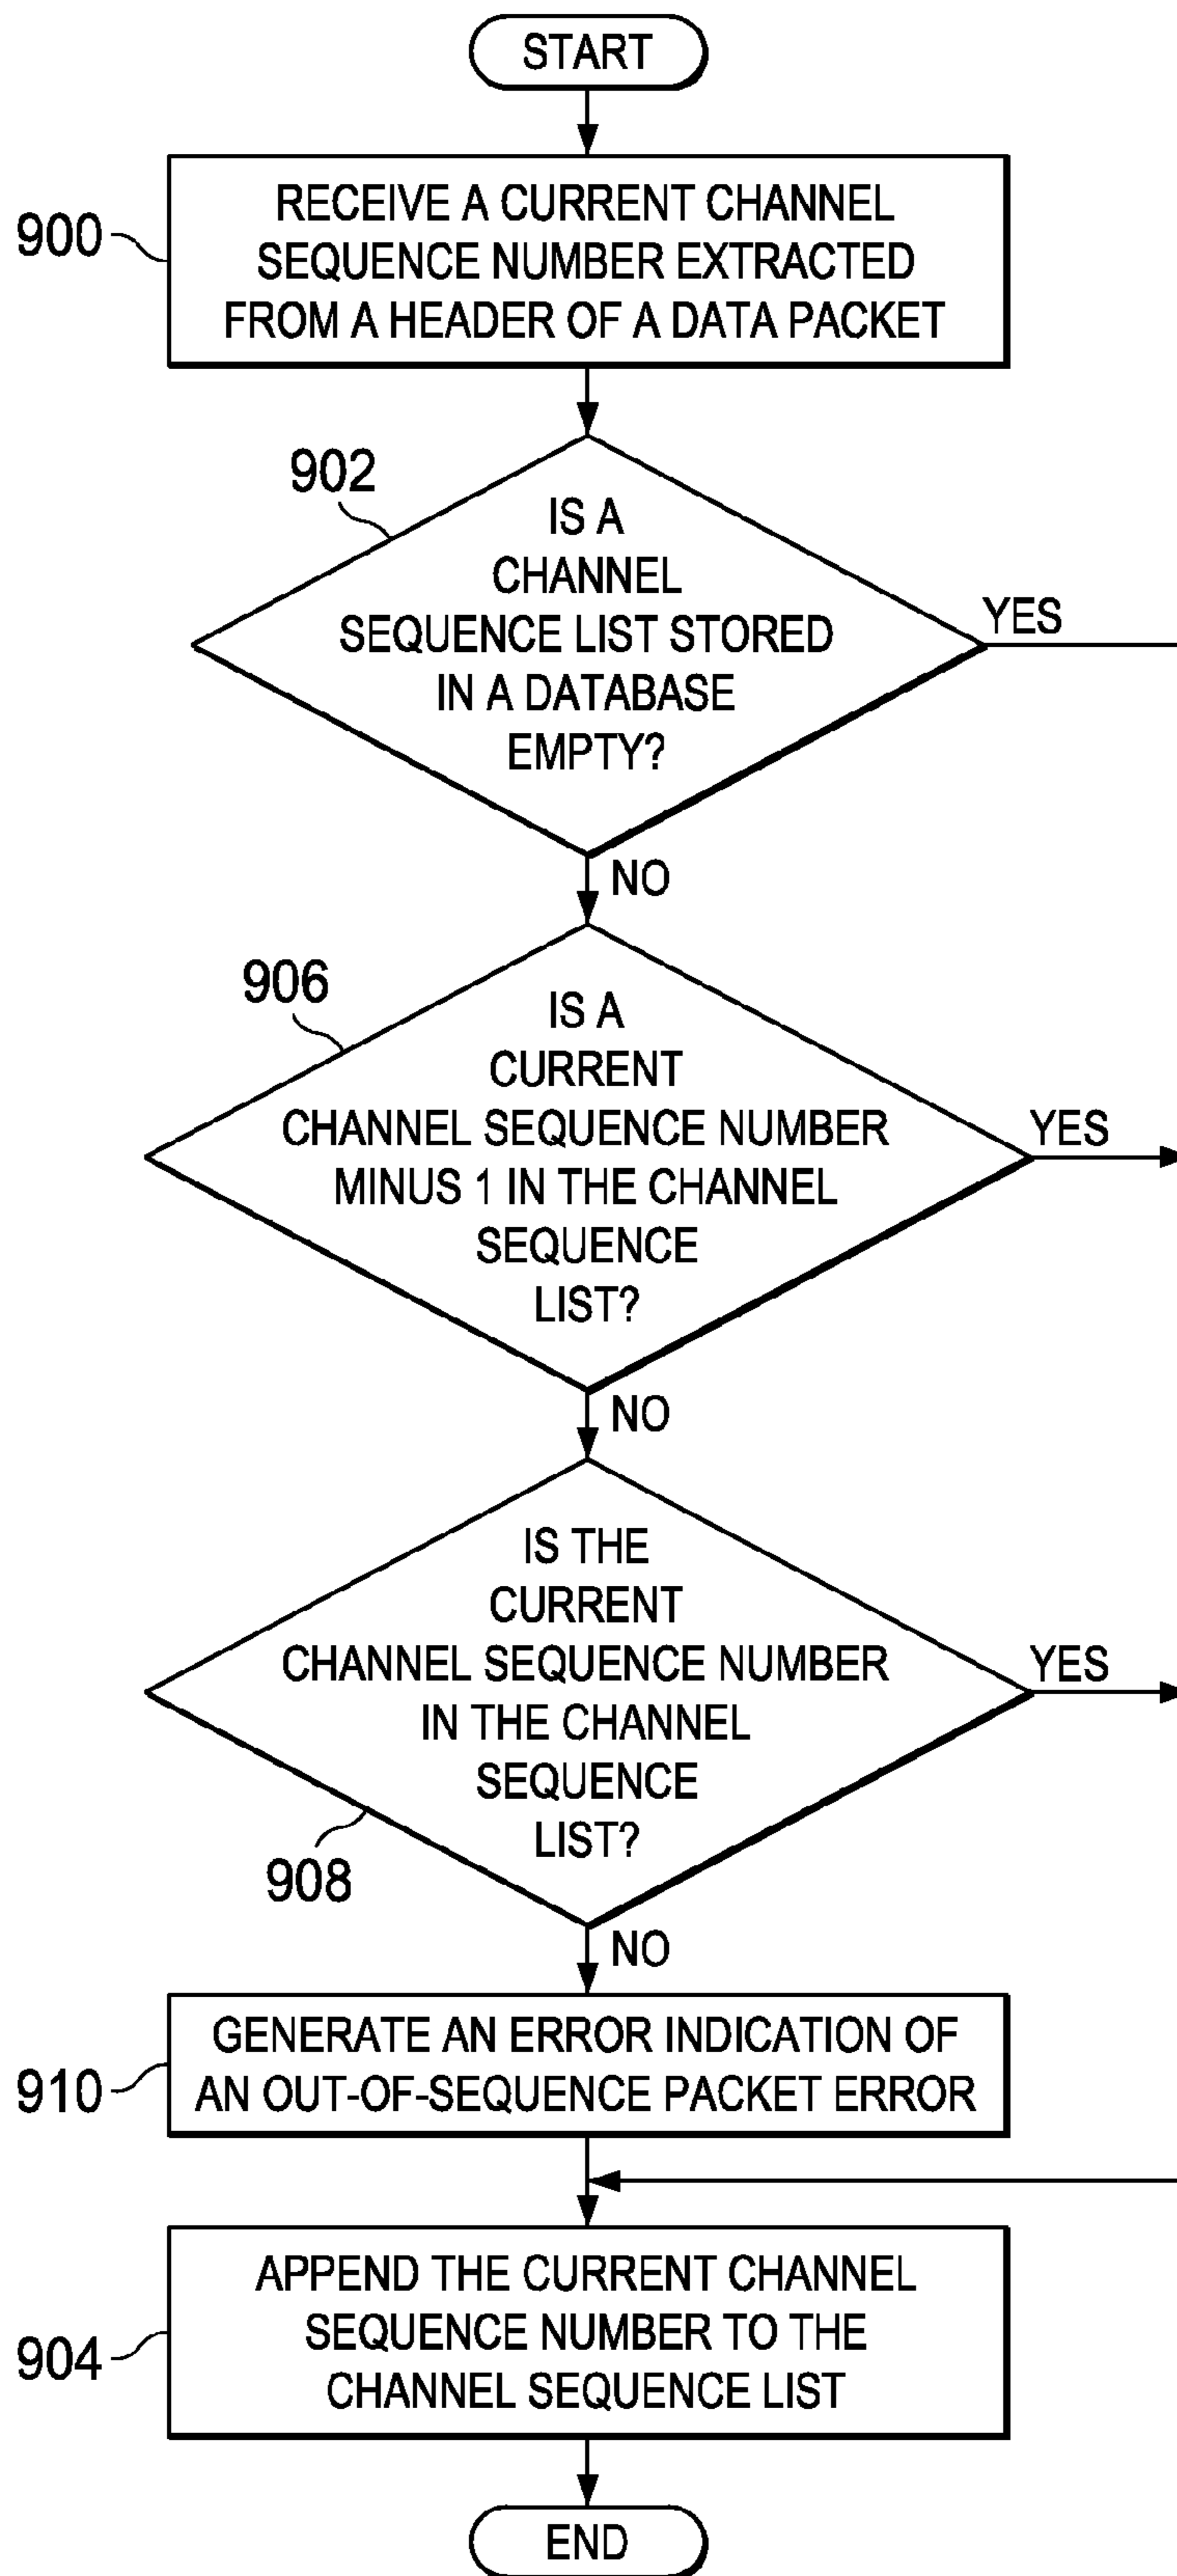 START
900
RECEIVE A CURRENT CHANNEL
SEQUENCE NUMBER EXTRACTED
FROM A HEADER OF A DATA PACKET
902
IS A
CHANNEL
SEQUENCE LIST STORED
IN A DATABASE
EMPTY?
YES
NO
906
IS A
CURRENT
CHANNEL SEQUENCE NUMBER
MINUS 1 IN THE CHANNEL
SEQUENCE
LIST?
YES
NO
IS THE
CURRENT
CHANNEL SEQUENCE NUMBER
IN THE CHANNEL
SEQUENCE
LIST?
YES
908
NO
GENERATE AN ERROR INDICATION OF
AN OUT-OF-SEQUENCE PACKET ERROR
910
APPEND THE CURRENT CHANNEL
SEQUENCE NUMBER TO THE
CHANNEL SEQUENCE LIST
904
END